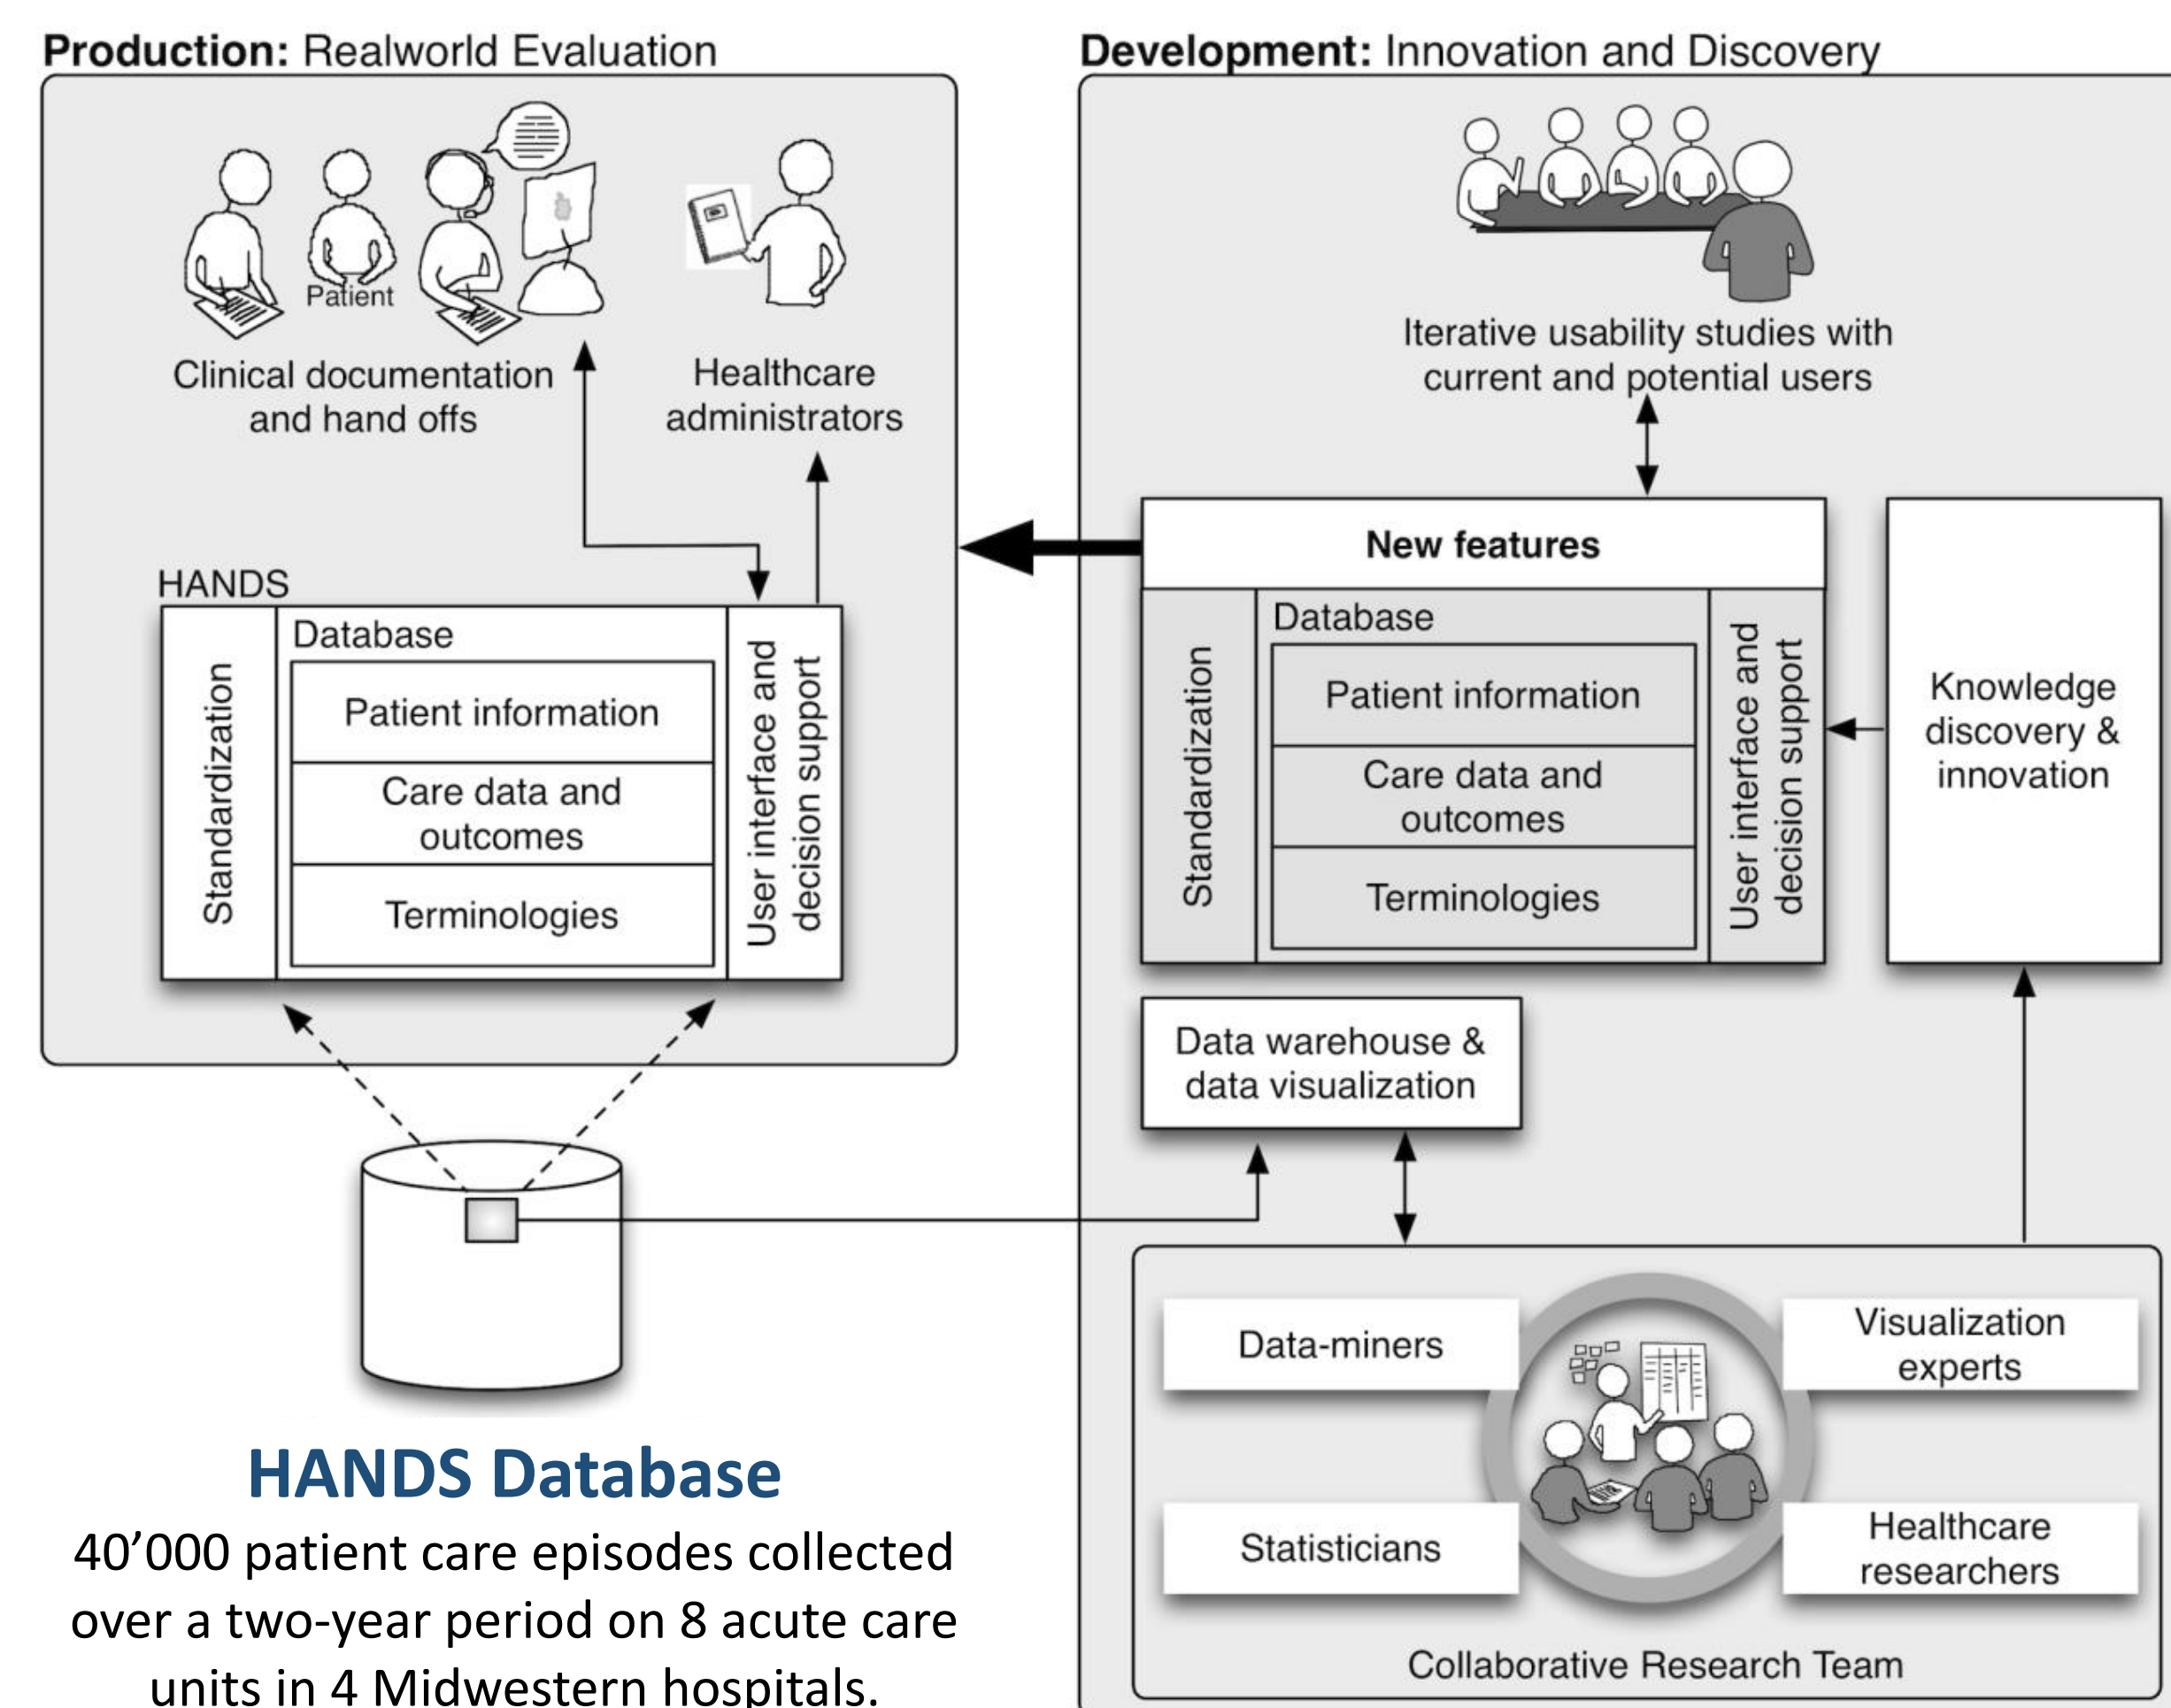 Production: Realworld Evaluation
Patient
Clinical documentation
and hand offs
Healthcare
administrators
HANDS
Standardization
Database
Patient information
Care data and
outcomes
Terminologies
User interface and
decision support
HANDS Database
40’000 patient care episodes collected
over a two-year period on 8 acute care
units in 4 Midwestern hospitals.
Development: Innovation and Discovery
Iterative usability studies with
current and potential users
New features
Standardization
Database
Patient information
Care data and
outcomes
Terminologies
User interface and
decision support
Knowledge
discovery &
innovation
Data warehouse &
data visualization
Data-miners
Visualization
experts
Statisticians
Healthcare
researchers
Collaborative Research Team